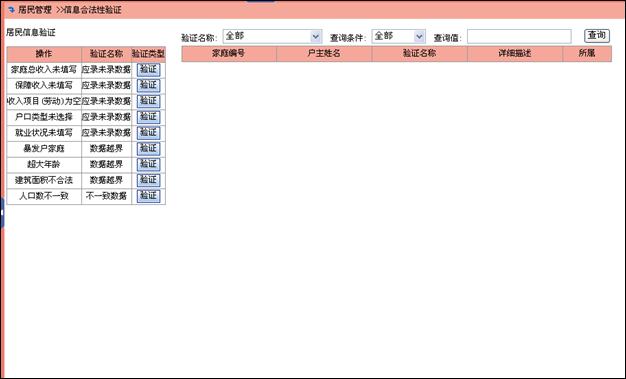 居民管理 >>信息合法性验证
居民信息验证
验证名称: 全部 查询条件: 全部 查询值: 查询
操作 验证名称 验证类型
家庭总收入未填写 应录未录数据 验证
保障收入未填写 应录未录数据 验证
收入项目(劳动)为空 应录未录数据 验证
户口类型未选择 应录未录数据 验证
就业状况未填写 应录未录数据 验证
暴发户家庭 数据越界 验证
超大年龄 数据越界 验证
建筑面积不合法 数据越界 验证
人口数不一致 不一致数据 验证
家庭编号 户主姓名 验证名称 详细描述 所属